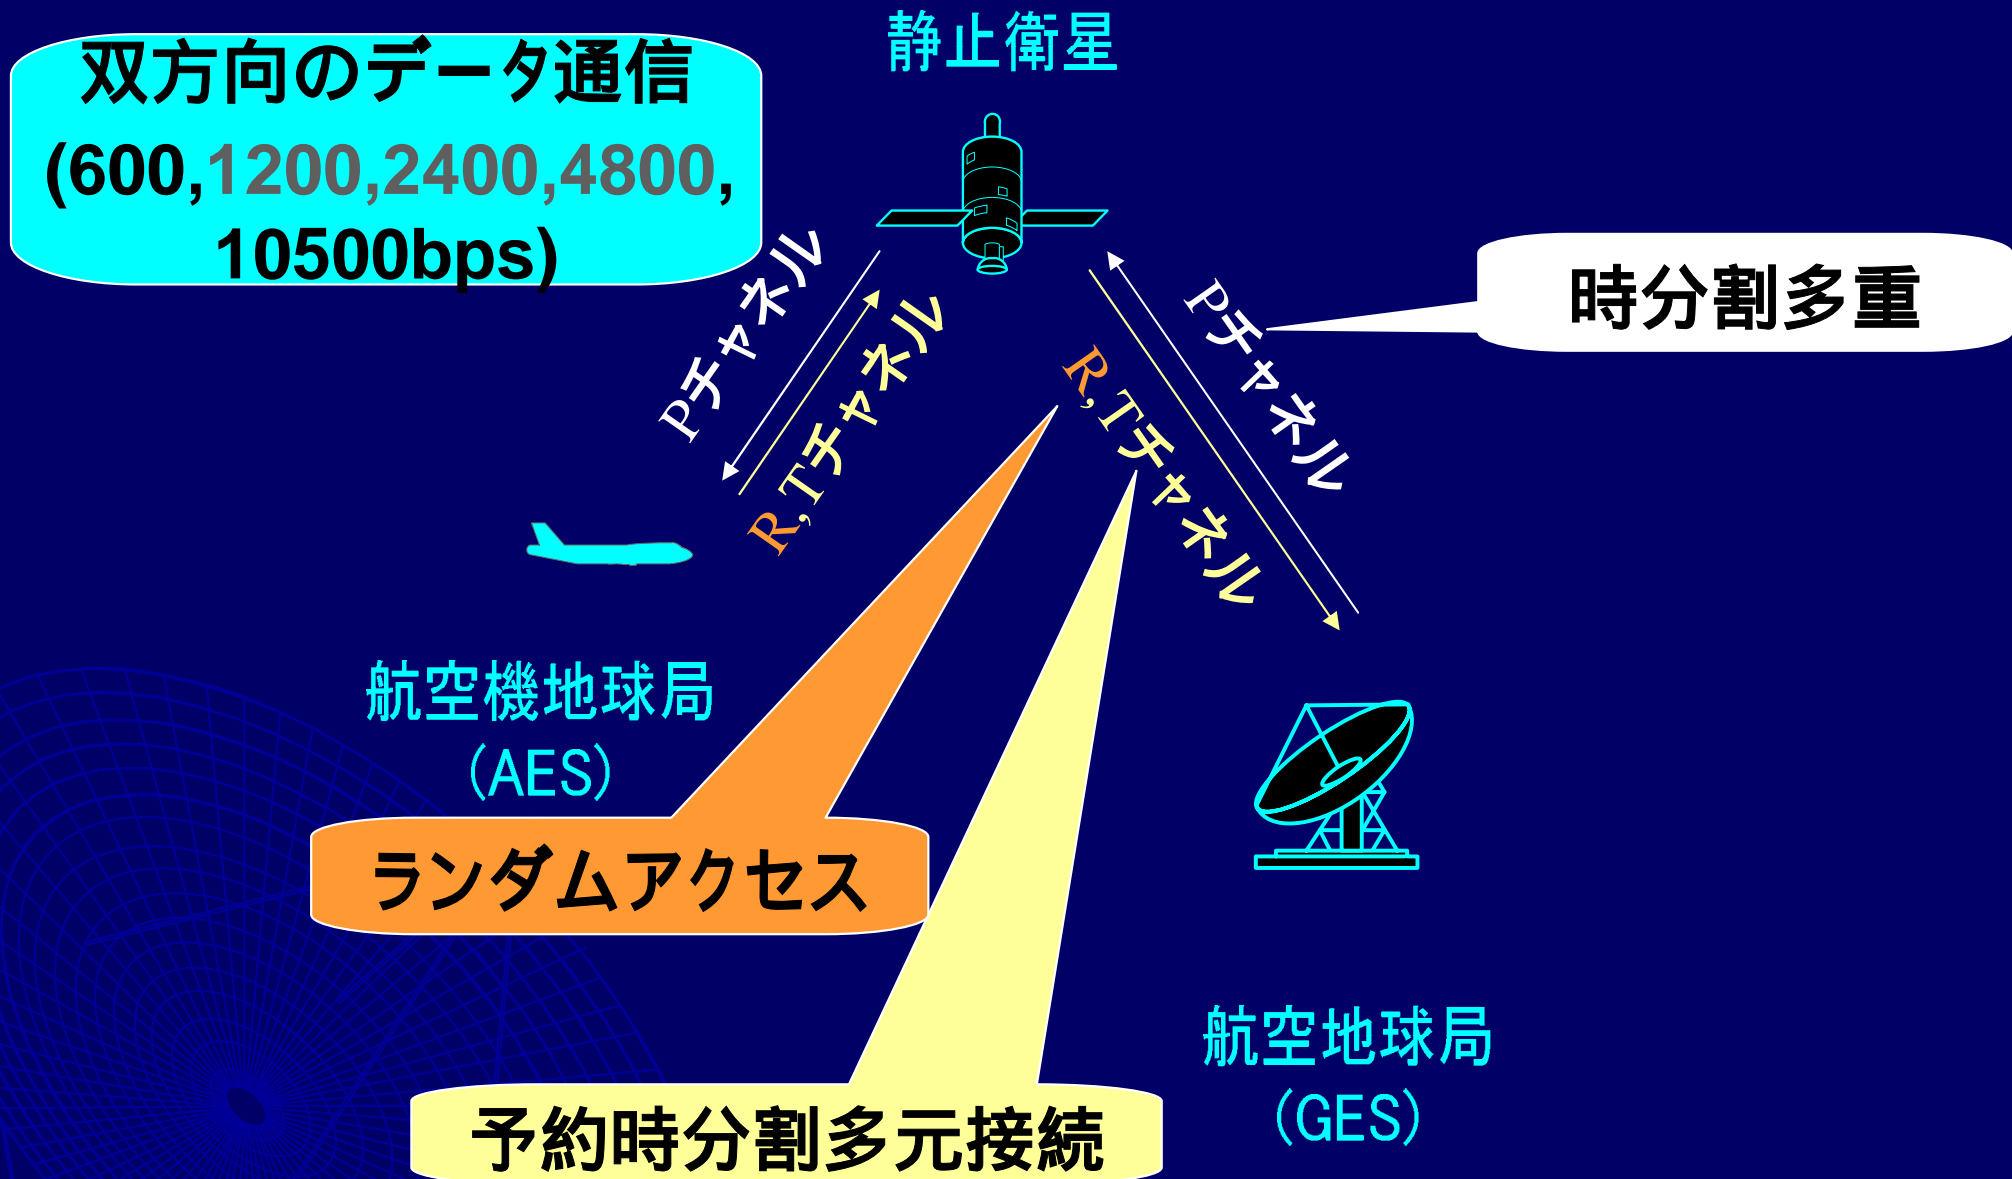 静止衛星
双方向のデータ通信
(600,1200,2400,4800,
10500bps)
Pチャネル
R,Tチャネル
R,Tチャネル
Pチャネル
時分割多重
航空機地球局
(AES)
ランダムアクセス
航空地球局
(GES)
予約時分割多元接続